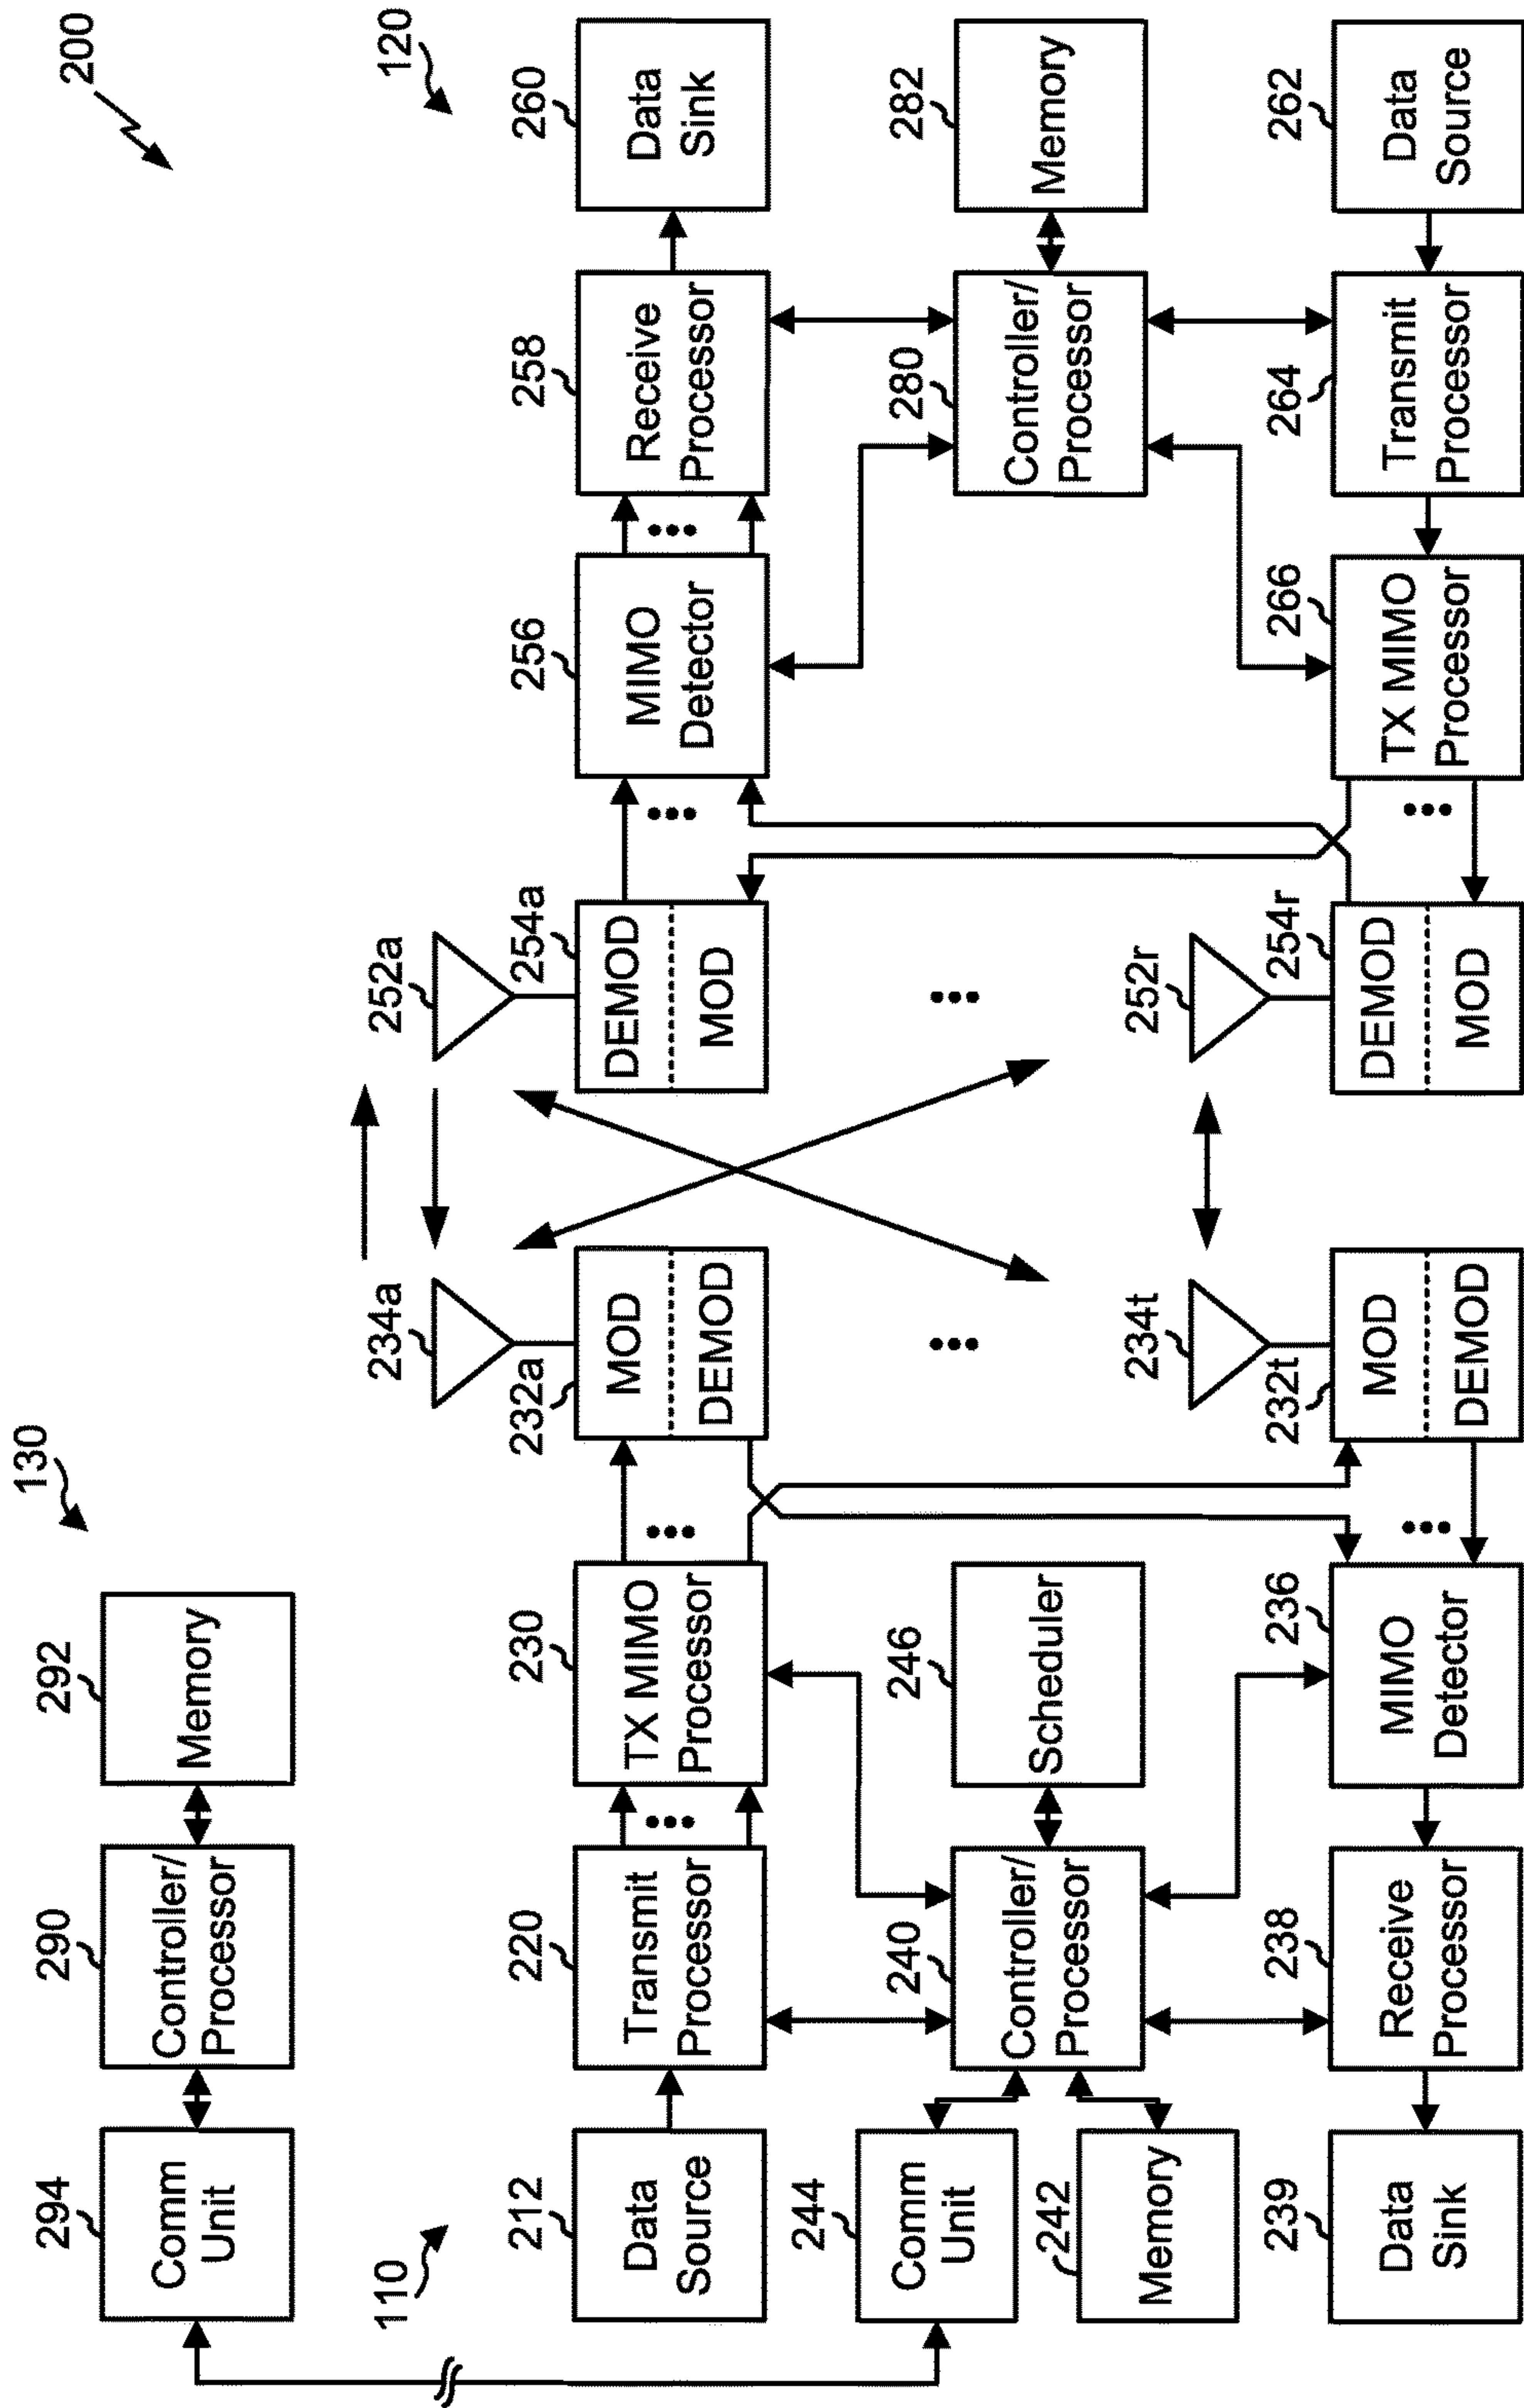 200
130
294
Comm
Unit
290
Controller/
Processor
292
Memory
110
120
212
Data
Source
220
Transmit
Processor
230
TX MIMO
Processor
234a
232a
MOD
DEMOD
252a
254a
DEMOD
MOD
256
MIMO
Detector
258
Receive
Processor
260
Data
Sink
244
Comm
Unit
242
Memory
240
Controller/
Processor
246
Scheduler
280
Controller/
Processor
282
Memory
239
Data
Sink
238
Receive
Processor
236
MIMO
Detector
234t
232t
MOD
DEMOD
252r
254r
DEMOD
MOD
266
TX MIMO
Processor
264
Transmit
Processor
262
Data
Source